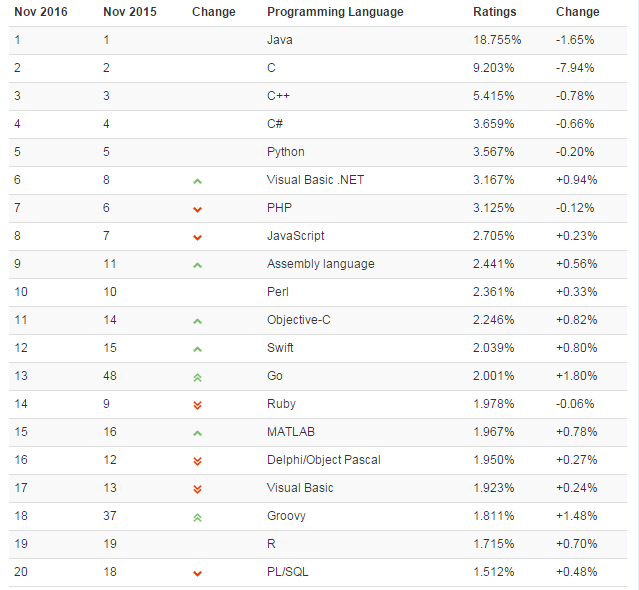 Nov 2016 Nov 2015 Change Programming Language Ratings Change
1 1 Java 18.755% -1.65%
2 2 C 9.203% -7.94%
3 3 C++ 5.415% -0.78%
4 4 C# 3.659% -0.66%
5 5 Python 3.567% -0.20%
6 8 Visual Basic .NET 3.167% +0.94%
7 6 PHP 3.125% -0.12%
8 7 JavaScript 2.705% +0.23%
9 11 Assembly language 2.441% +0.56%
10 10 Perl 2.361% +0.33%
11 14 Objective-C 2.246% +0.82%
12 15 Swift 2.039% +0.80%
13 48 Go 2.001% +1.80%
14 9 Ruby 1.978% -0.06%
15 16 MATLAB 1.967% +0.78%
16 12 Delphi/Object Pascal 1.950% +0.27%
17 13 Visual Basic 1.923% +0.24%
18 37 Groovy 1.811% +1.48%
19 19 R 1.715% +0.70%
20 18 PL/SQL 1.512% +0.48%